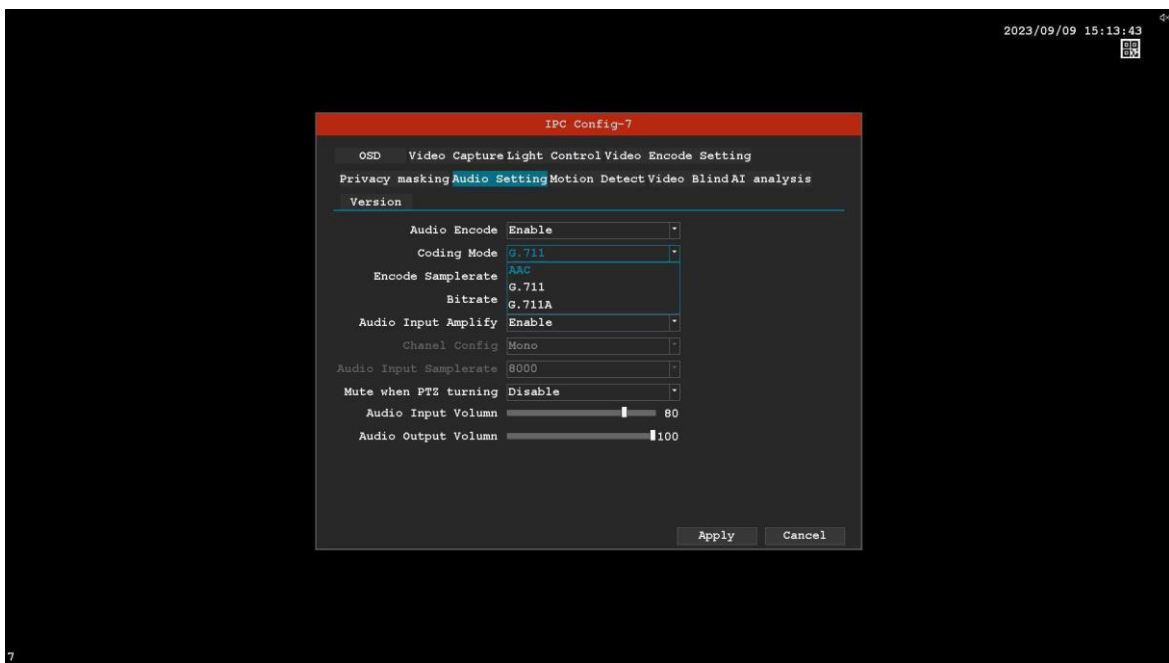 2023/09/09 15:13:43
IPC Config-7
OSD Video Capture Light Control Video Encode Setting
Privacy masking Audio Setting Motion Detect Video Blind AI analysis
Version
Audio Encode Enable
Coding Mode G.711
Encode Samplerate AAC
G.711
Bitrate G.711A
Audio Input Amplify Enable
Chanel Config Mono
Audio Input Samplerate 8000
Mute when PTZ turning Disable
Audio Input Volumn 80
Audio Output Volumn 100
Apply Cancel
7